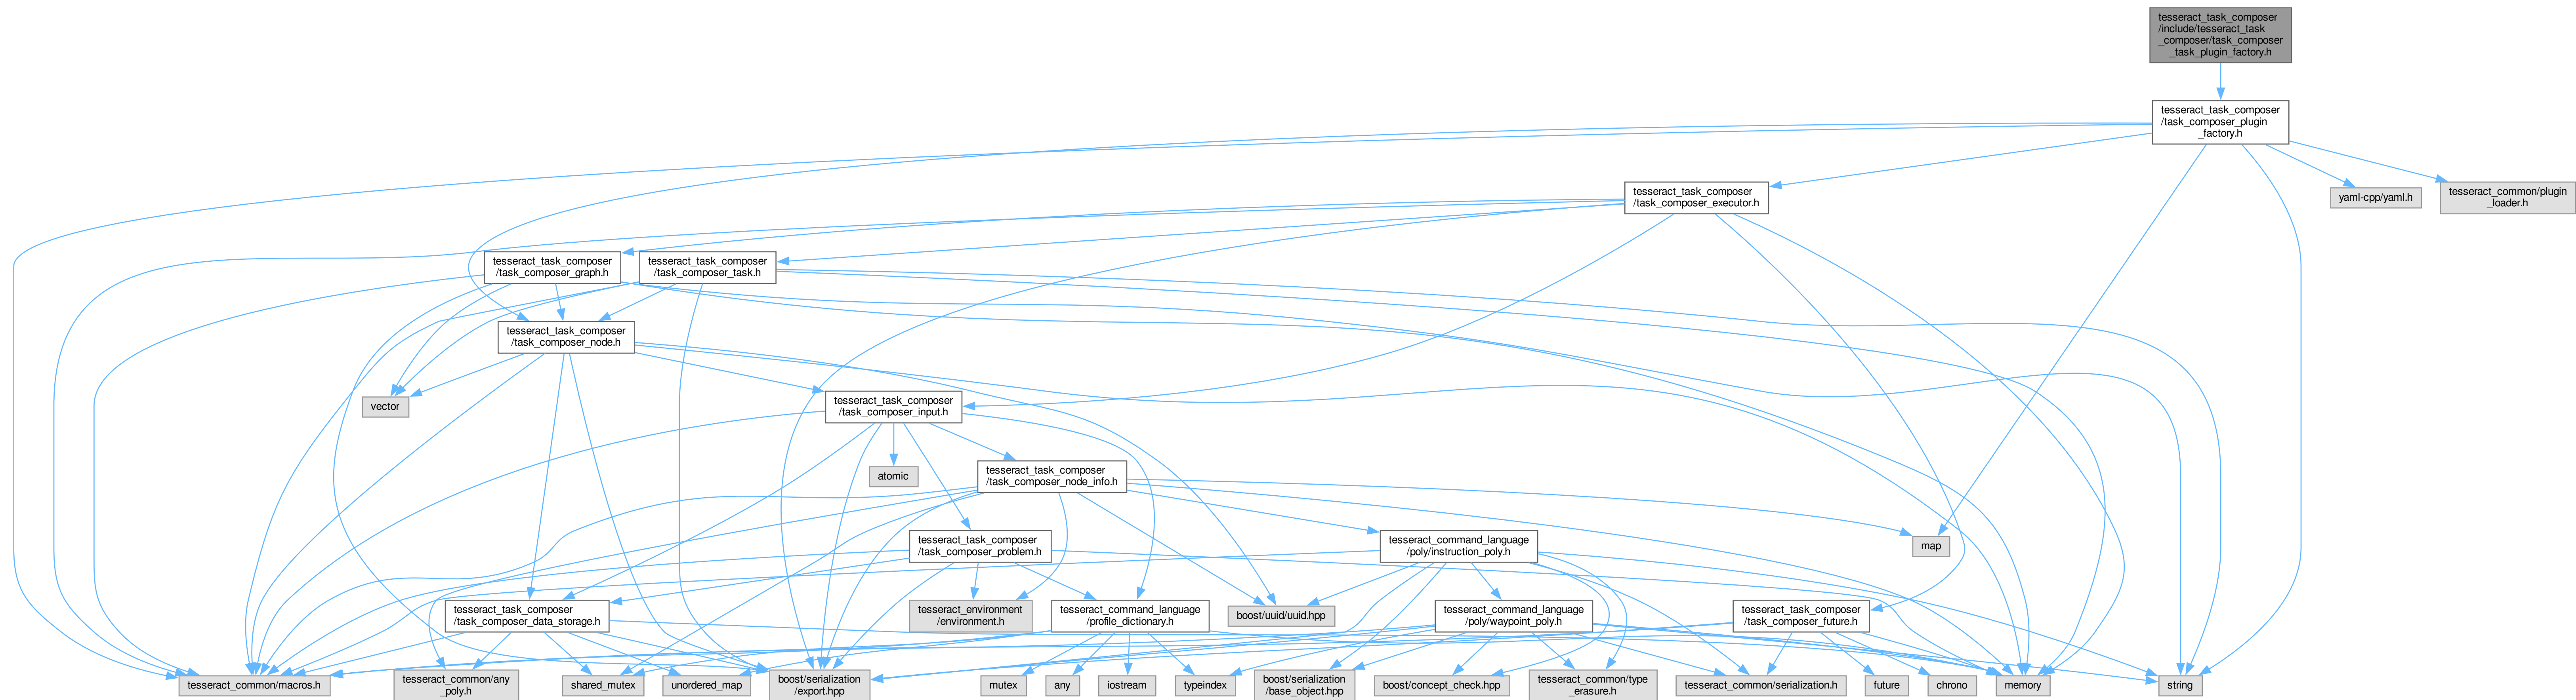 tesseract_task_composer
/include/tesseract_task
_composer/task_composer
_task_plugin_factory.h
tesseract_task_composer
/task_composer_plugin
_factory.h
tesseract_task_composer
/task_composer_executor.h
yaml-cpp/yaml.h
tesseract_common/plugin
_loader.h
tesseract_task_composer
/task_composer_graph.h
tesseract_task_composer
/task_composer_task.h
tesseract_task_composer
/task_composer_node.h
vector
tesseract_task_composer
/task_composer_input.h
atomic
tesseract_task_composer
/task_composer_node_info.h
tesseract_task_composer
/task_composer_problem.h
tesseract_command_language
/poly/instruction_poly.h
map
tesseract_task_composer
/task_composer_data_storage.h
tesseract_environment
/environment.h
tesseract_command_language
/profile_dictionary.h
boost/uuid/uuid.hpp
tesseract_command_language
/poly/waypoint_poly.h
tesseract_task_composer
/task_composer_future.h
tesseract_common/macros.h
tesseract_common/any
_poly.h
shared_mutex
unordered_map
boost/serialization
/export.hpp
mutex
any
iostream
typeindex
boost/serialization
/base_object.hpp
boost/concept_check.hpp
tesseract_common/type
_erasure.h
tesseract_common/serialization.h
future
chrono
memory
string